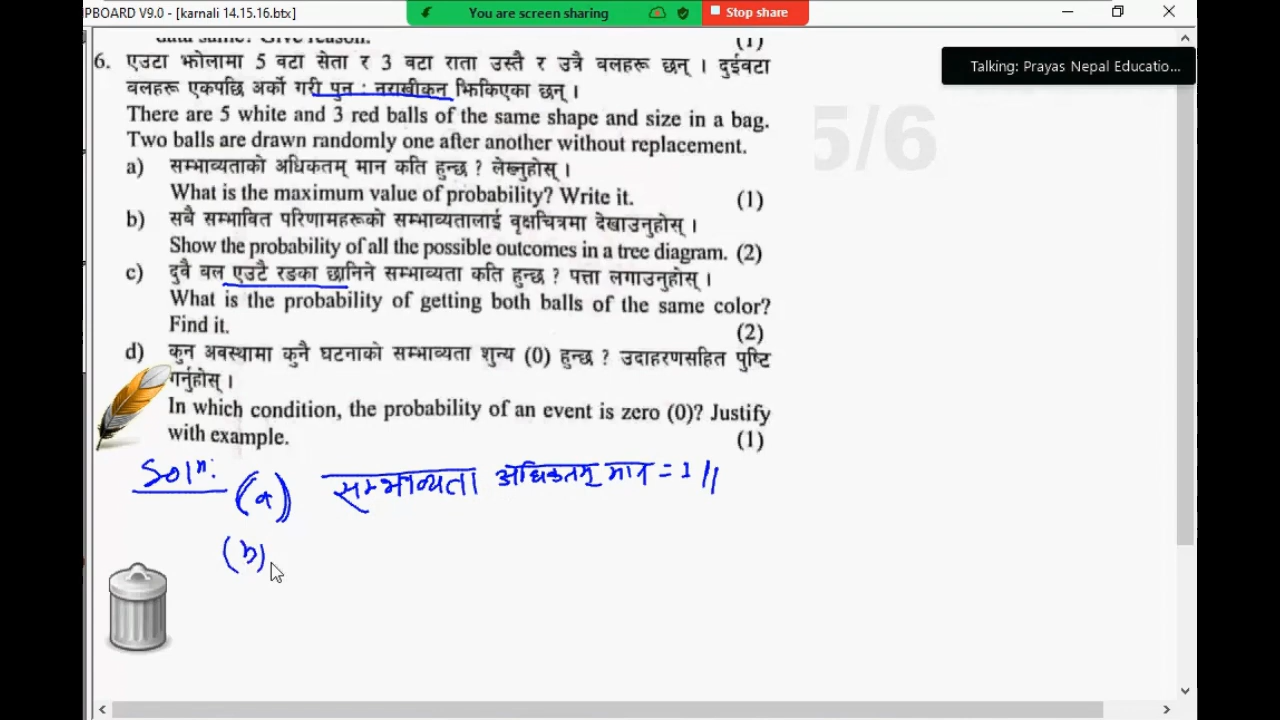 IPBOARD V9.0 - [karnali 14.15.16.btx]
You are screen sharing
Stop share
Talking: Prayas Nepal Educatio...
data same? Give reason. (1)
5/6
6. एउटा झोलामा 5 वटा सेता र 3 वटा राता उस्तै र उत्रै बलहरू छन् । दुईवटा
बलहरू एकपछि अर्को गरी पुन : नराखीकन झिकिएका छन् ।
There are 5 white and 3 red balls of the same shape and size in a bag.
Two balls are drawn randomly one after another without replacement.
a) सम्भाव्यताको अधिकतम् मान कति हुन्छ ? लेख्नुहोस् ।
What is the maximum value of probability? Write it. (1)
b) सबै सम्भावित परिणामहरूको सम्भाव्यतालाई वृक्षचित्रमा देखाउनुहोस् ।
Show the probability of all the possible outcomes in a tree diagram. (2)
c) दुवै बल एउटै रङका छानिने सम्भाव्यता कति हुन्छ ? पत्ता लगाउनुहोस् ।
What is the probability of getting both balls of the same color?
Find it. (2)
d) कुन अवस्थामा कुनै घटनाको सम्भाव्यता शुन्य (0) हुन्छ ? उदाहरणसहित पुष्टि
गर्नुहोस् ।
In which condition, the probability of an event is zero (0)? Justify
with example. (1)
Solⁿ: (a) सम्भाव्यता अधिकतम् मान = 1 //
(b)